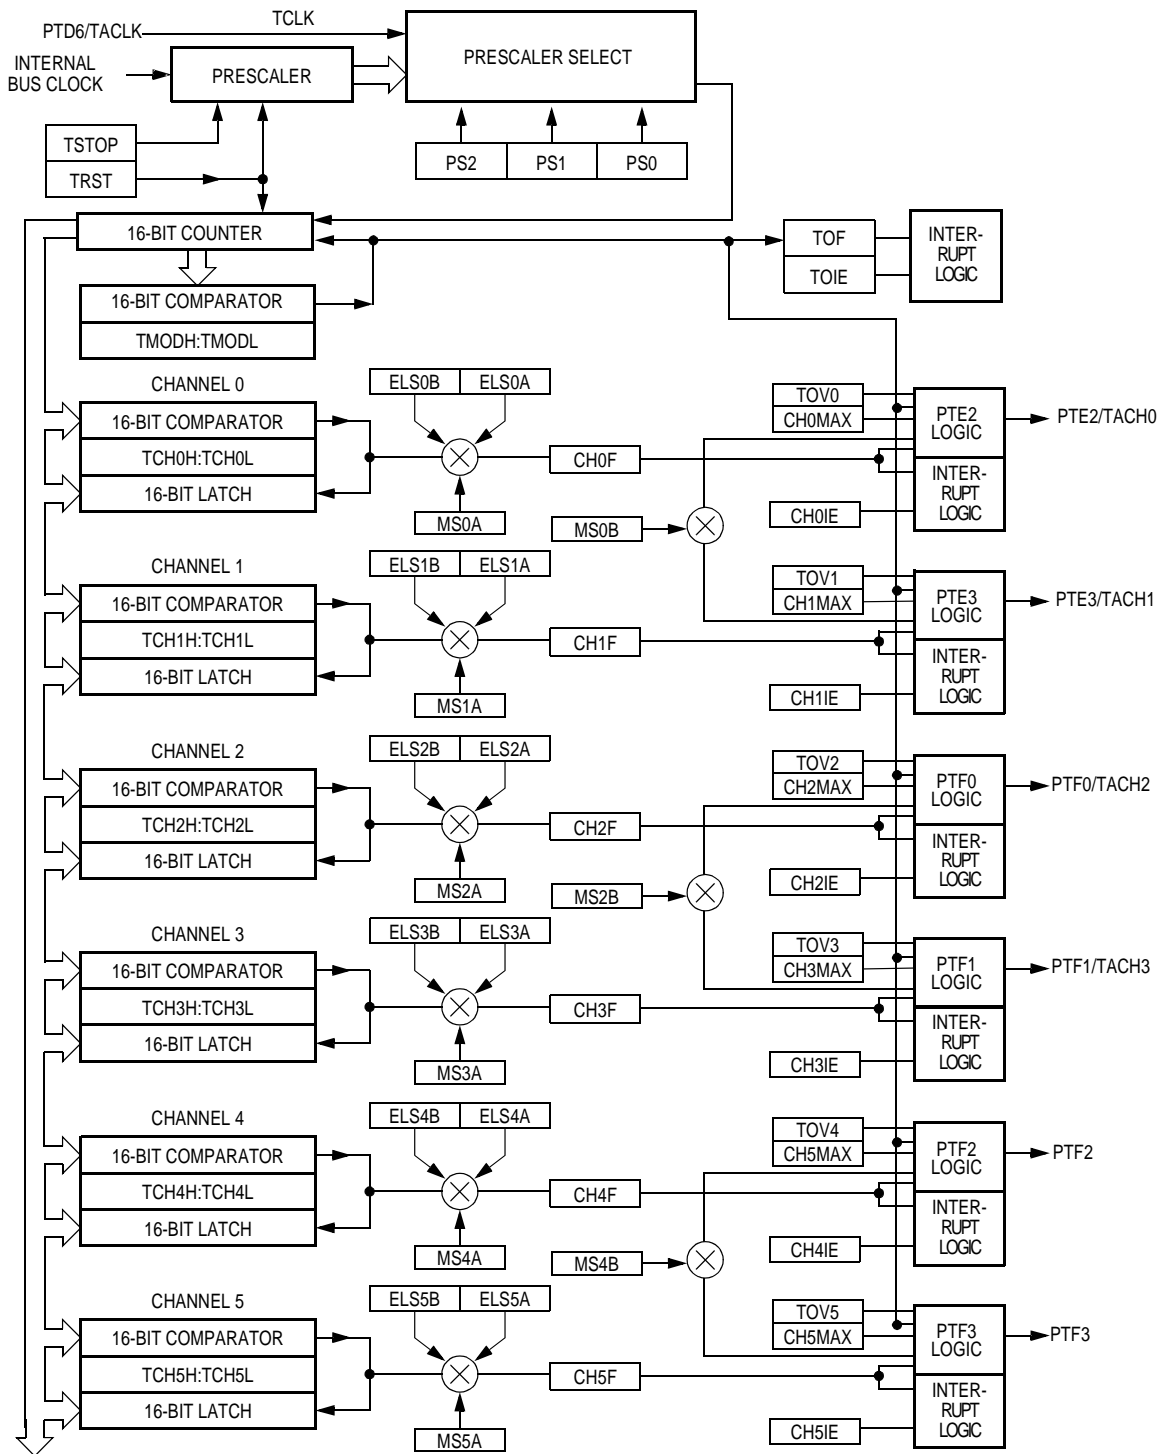 TCLK
PTD6/TACLK
INTERNAL
BUS CLOCK
PRESCALER
PRESCALER SELECT
TSTOP
TRST
PS2
PS1
PS0
16-BIT COUNTER
TOF
TOIE
INTER-
RUPT
LOGIC
16-BIT COMPARATOR
TMODH:TMODL
CHANNEL 0
ELS0B
ELS0A
16-BIT COMPARATOR
TCH0H:TCH0L
16-BIT LATCH
MS0A
CH0F
MS0B
TOV0
CH0MAX
CH0IE
PTE2
LOGIC
INTER-
RUPT
LOGIC
PTE2/TACH0
CHANNEL 1
ELS1B
ELS1A
16-BIT COMPARATOR
TCH1H:TCH1L
16-BIT LATCH
MS1A
CH1F
TOV1
CH1MAX
CH1IE
PTE3
LOGIC
INTER-
RUPT
LOGIC
PTE3/TACH1
CHANNEL 2
ELS2B
ELS2A
16-BIT COMPARATOR
TCH2H:TCH2L
16-BIT LATCH
MS2A
CH2F
MS2B
TOV2
CH2MAX
CH2IE
PTF0
LOGIC
INTER-
RUPT
LOGIC
PTF0/TACH2
CHANNEL 3
ELS3B
ELS3A
16-BIT COMPARATOR
TCH3H:TCH3L
16-BIT LATCH
MS3A
CH3F
TOV3
CH3MAX
CH3IE
PTF1
LOGIC
INTER-
RUPT
LOGIC
PTF1/TACH3
CHANNEL 4
ELS4B
ELS4A
16-BIT COMPARATOR
TCH4H:TCH4L
16-BIT LATCH
MS4A
CH4F
MS4B
TOV4
CH5MAX
CH4IE
PTF2
LOGIC
INTER-
RUPT
LOGIC
PTF2
CHANNEL 5
ELS5B
ELS5A
16-BIT COMPARATOR
TCH5H:TCH5L
16-BIT LATCH
MS5A
CH5F
TOV5
CH5MAX
CH5IE
PTF3
LOGIC
INTER-
RUPT
LOGIC
PTF3